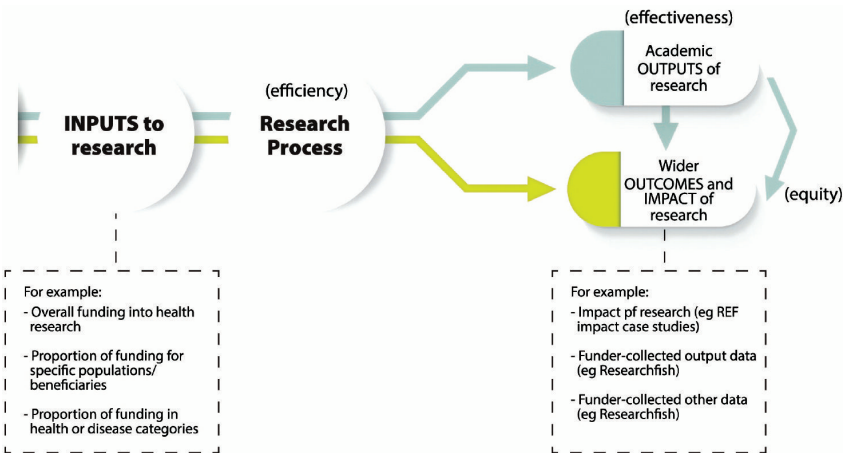 (effectiveness)
Academic
OUTPUTS of
research
(efficiency)
INPUTS to
research
Research
Process
Wider
OUTCOMES and
IMPACT of
research
(equity)
For example:
- Overall funding into health
research
- Proportion of funding for
specific populations/
beneficiaries
- Proportion of funding in
health or disease categories
For example:
- Impact pf research (eg REF
impact case studies)
- Funder-collected output data
(eg Researchfish)
- Funder-collected other data
(eg Researchfish)